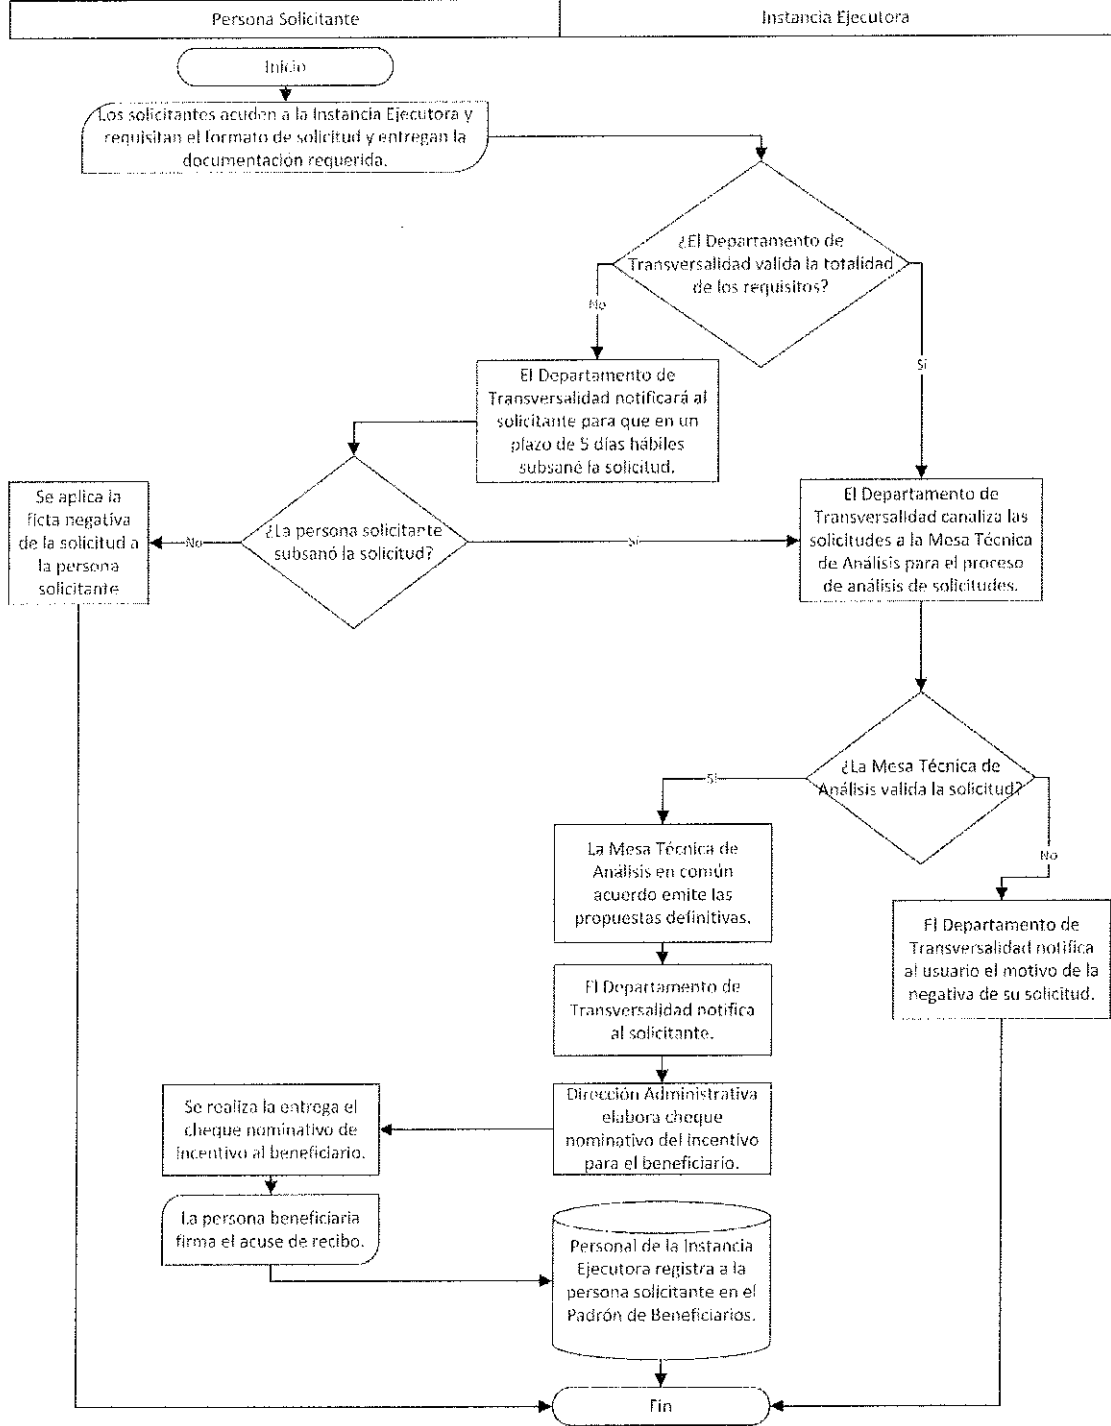 Persona Solicitante
Instancia Ejecutora
Inicio
Los solicitantes acuden a la Instancia Ejecutora y
requisitan el formato de solicitud y entregan la
documentación requerida.
¿El Departamento de
Transversalidad valida la totalidad
de los requisitos?
No
Si
El Departamento de
Transversalidad notificará al
solicitante para que en un
plazo de 5 días hábiles
subsané la solicitud.
Se aplica la
ficta negativa
de la solicitud a
la persona
solicitante
No
¿La persona solicitante
subsanó la solicitud?
Si
El Departamento de
Transversalidad canaliza las
solicitudes a la Mesa Técnica
de Análisis para el proceso
de análisis de solicitudes.
¿La Mesa Técnica de
Análisis valida la solicitud?
Si
No
La Mesa Técnica de
Análisis en común
acuerdo emite las
propuestas definitivas.
El Departamento de
Transversalidad notifica
al usuario el motivo de la
negativa de su solicitud.
El Departamento de
Transversalidad notifica
al solicitante.
Dirección Administrativa
elabora cheque
nominativo del incentivo
para el beneficiario.
Se realiza la entrega el
cheque nominativo de
incentivo al beneficiario.
La persona beneficiaria
firma el acuse de recibo.
Personal de la Instancia
Ejecutora registra a la
persona solicitante en el
Padrón de Beneficiarios.
Fin